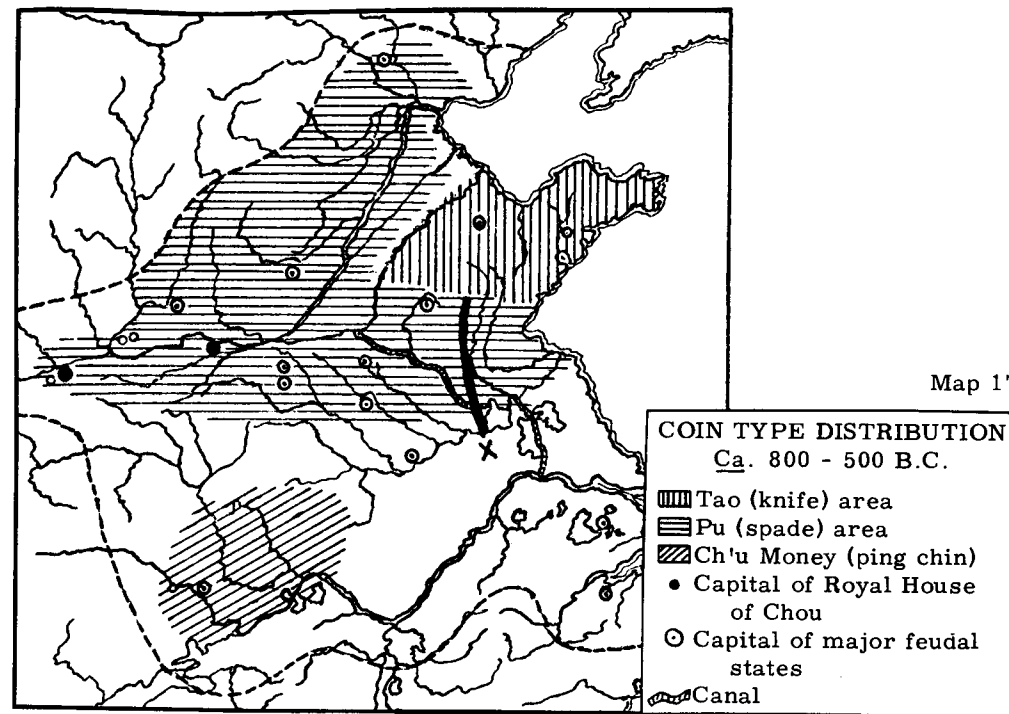 Map 1'
COIN TYPE DISTRIBUTION
Ca. 800 - 500 B.C.
Tao (knife) area
Pu (spade) area
Ch'u Money (ping chin)
Capital of Royal House
of Chou
Capital of major feudal
states
Canal
X